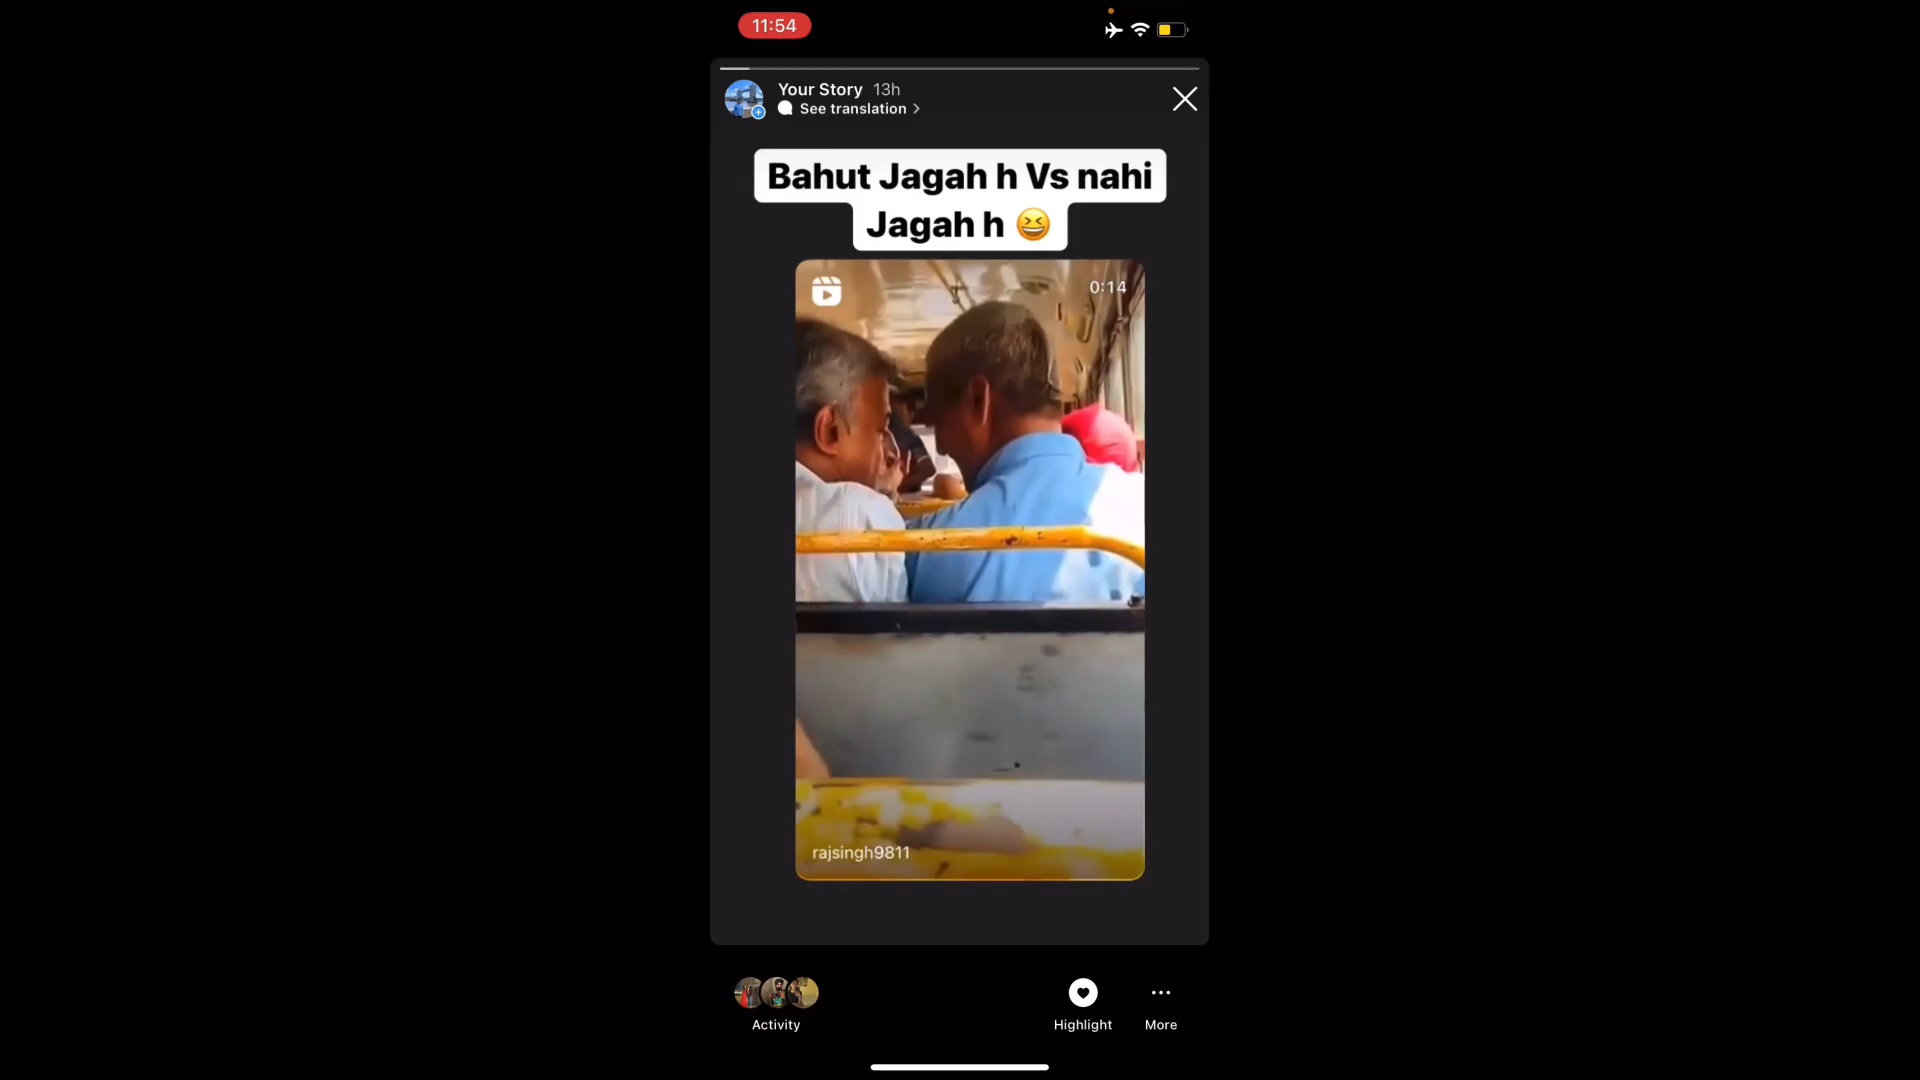 11:54
Your Story 13h
See translation
Bahut Jagah h Vs nahi
Jagah h 😆
0:14
rajsingh9811
Activity
Highlight
More